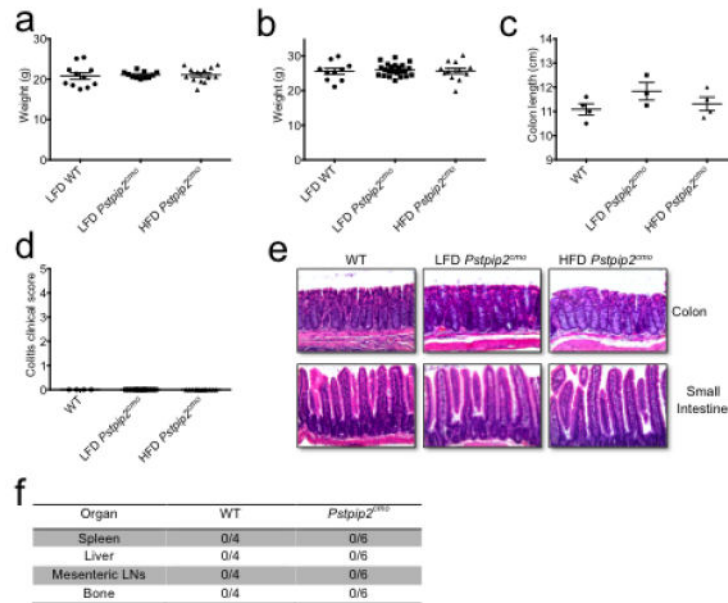 a
b
c
Weight (g)
30
20
10
0
LFD WT
LFD Pstpip2cmo
HFD Pstpip2cmo
Weight (g)
40
30
20
10
0
LFD WT
LFD Pstpip2cmo
HFD Pstpip2cmo
Colon length (cm)
14
13
12
11
10
9
WT
LFD Pstpip2cmo
HFD Pstpip2cmo
d
e
Colitis clinical score
5
4
3
2
1
0
WT
LFD Pstpip2cmo
HFD Pstpip2cmo
WT LFD Pstpip2cmo HFD Pstpip2cmo
Colon
Small
Intestine
f
Organ WT Pstpip2cmo
Spleen 0/4 0/6
Liver 0/4 0/6
Mesenteric LNs 0/4 0/6
Bone 0/4 0/6